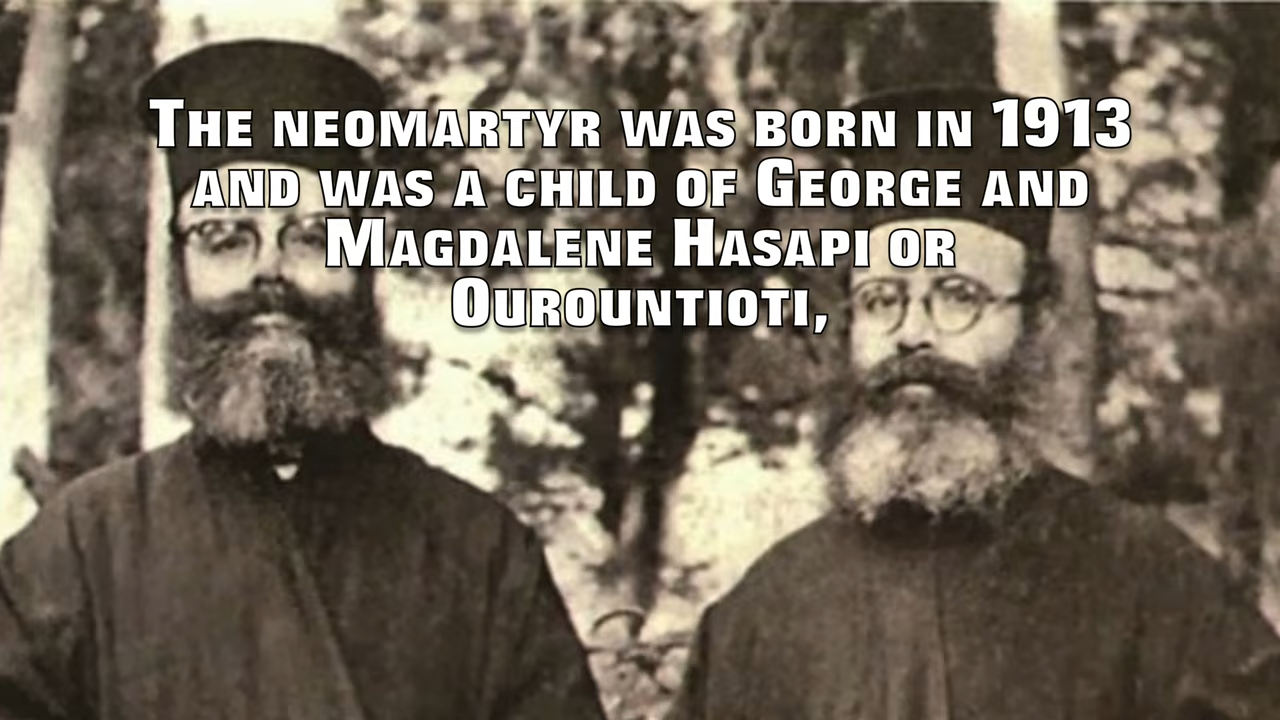 The neomartyr was born in 1913
and was a child of George and
Magdalene Hasapi or
Ourountioti,